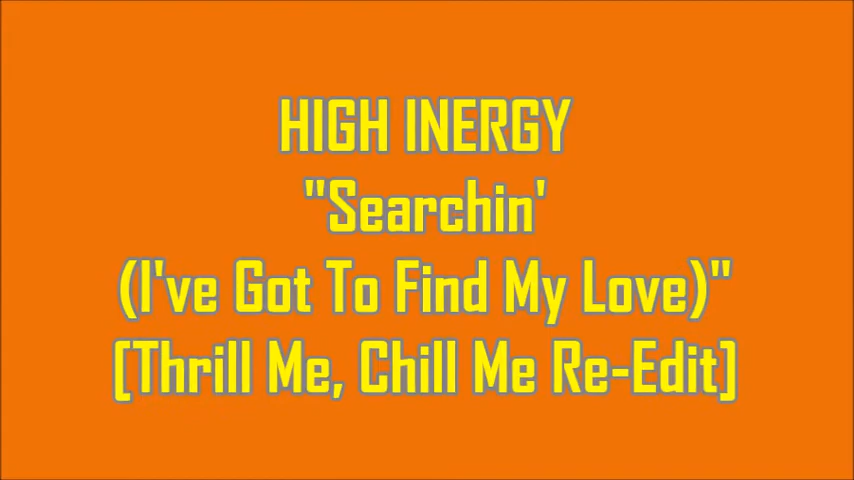 HIGH INERGY
"Searchin'
(I've Got To Find My Love)"
[Thrill Me, Chill Me Re-Edit]